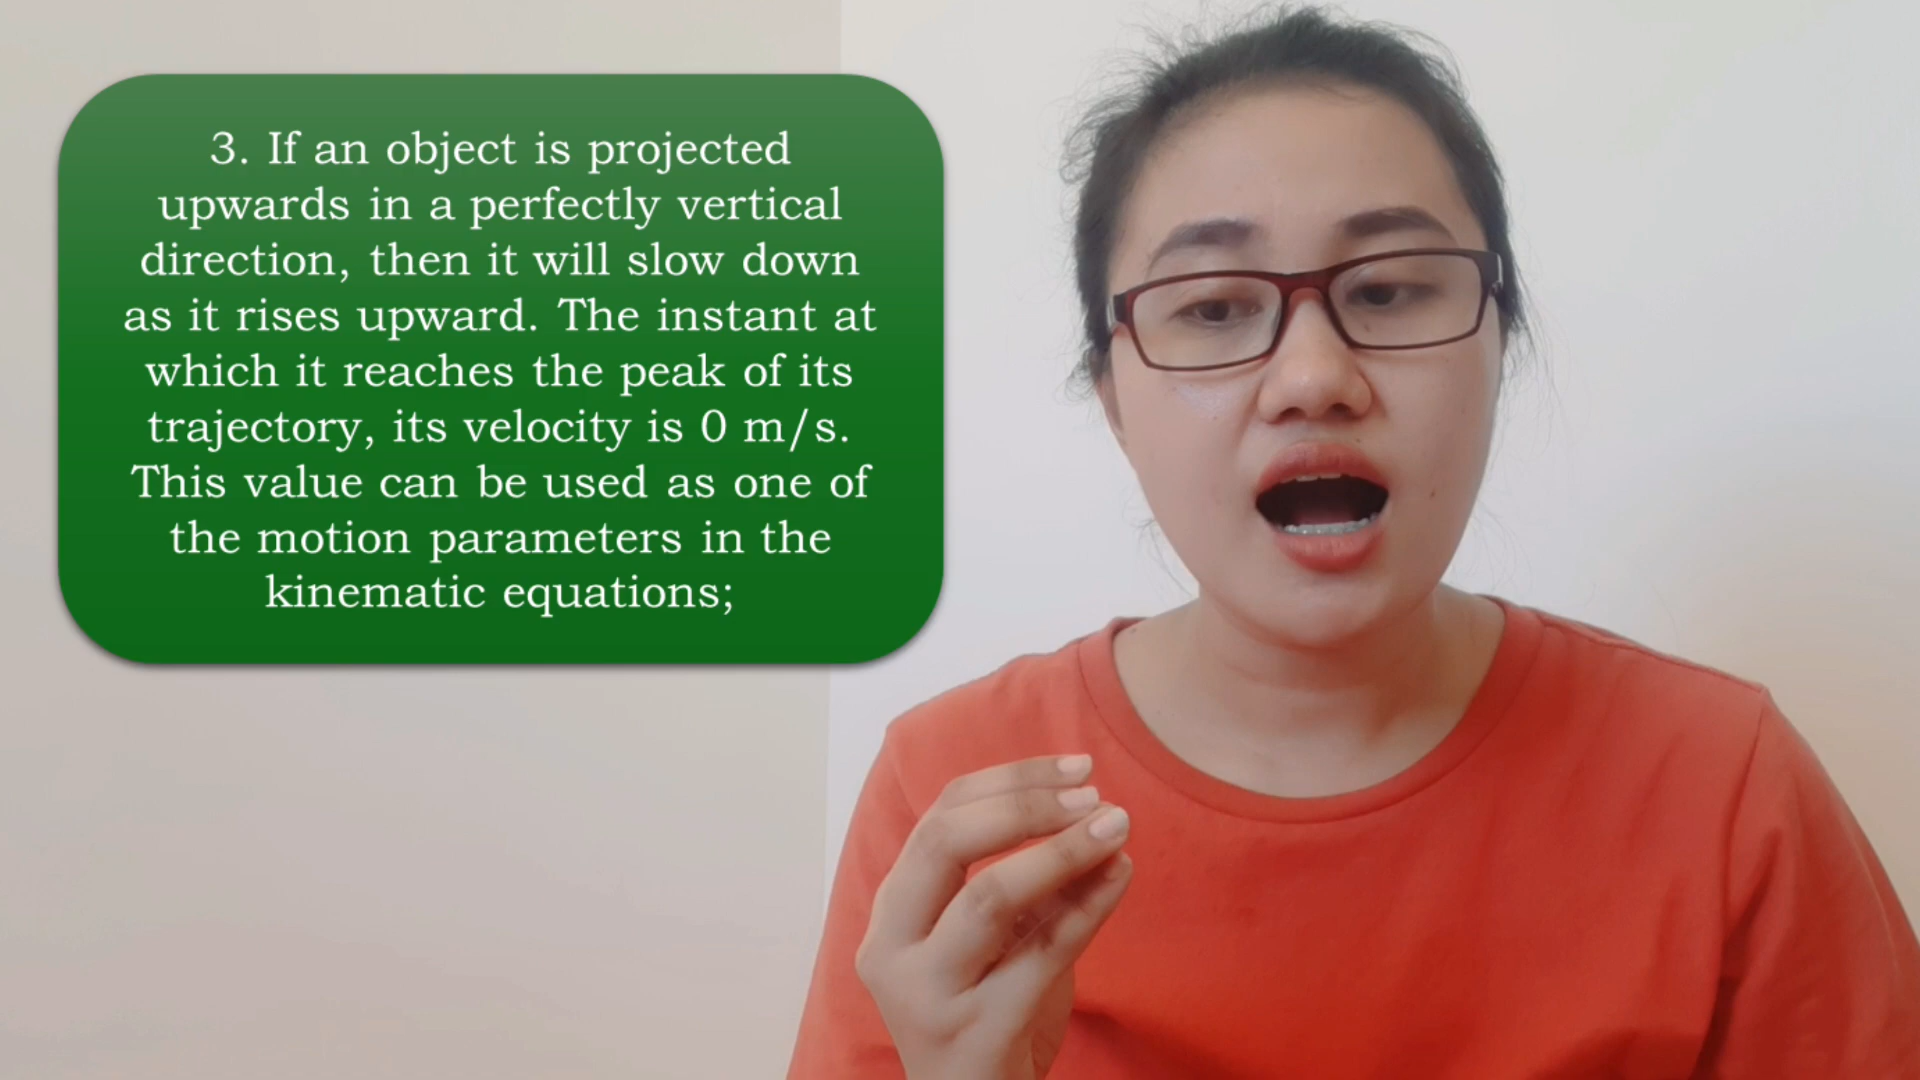 3. If an object is projected
upwards in a perfectly vertical
direction, then it will slow down
as it rises upward. The instant at
which it reaches the peak of its
trajectory, its velocity is 0 m/s.
This value can be used as one of
the motion parameters in the
kinematic equations;